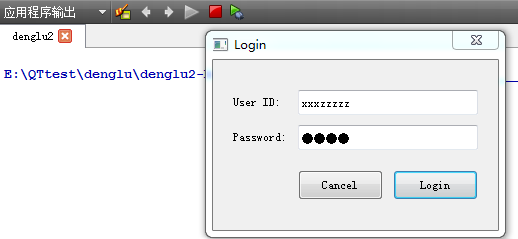 应用程序输出
denglu2
E:\QTtest\denglu\denglu2-
Login
User ID:
xxxzzzzz
Password:
●●●●
Cancel
Login